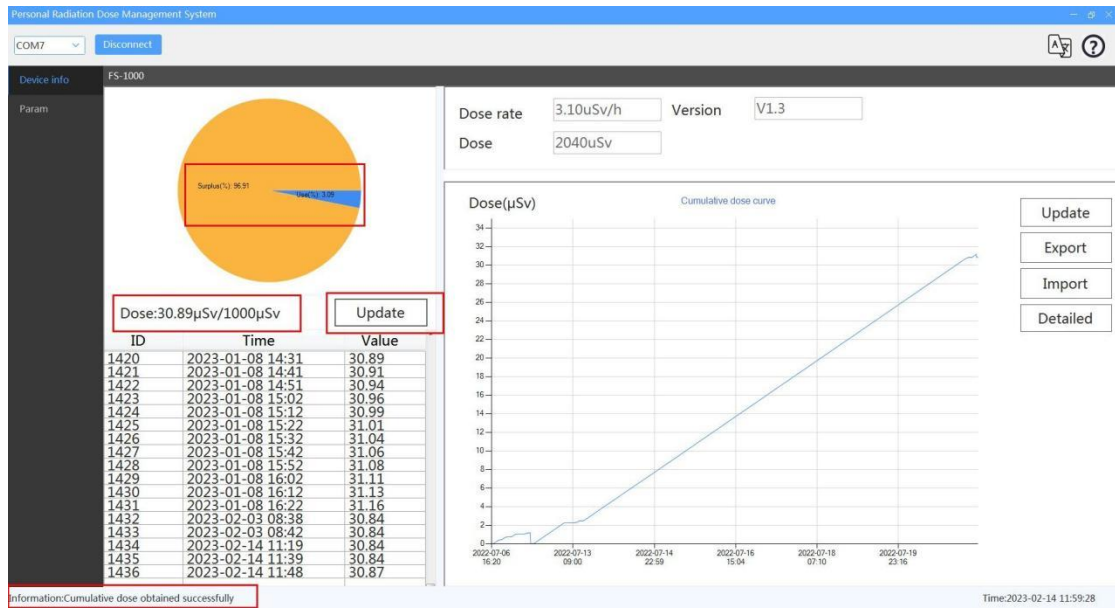 Personal Radiation Dose Management System
COM7
Disconnect
Device info
Param
FS-1000
Surplus(%): 96.91
Use(%): 3.09
Dose:30.89μSv/1000μSv
Update
ID Time Value
1420 2023-01-08 14:31 30.89
1421 2023-01-08 14:41 30.91
1422 2023-01-08 14:51 30.94
1423 2023-01-08 15:02 30.96
1424 2023-01-08 15:12 30.99
1425 2023-01-08 15:22 31.01
1426 2023-01-08 15:32 31.04
1427 2023-01-08 15:42 31.06
1428 2023-01-08 15:52 31.08
1429 2023-01-08 16:02 31.11
1430 2023-01-08 16:12 31.13
1431 2023-01-08 16:22 31.16
1432 2023-02-03 08:38 30.84
1433 2023-02-03 08:42 30.84
1434 2023-02-14 11:19 30.84
1435 2023-02-14 11:39 30.84
1436 2023-02-14 11:48 30.87
Dose rate 3.10uSv/h Version V1.3
Dose 2040uSv
Dose(μSv)
Cumulative dose curve
34
32
30
28
26
24
22
20
18
16
14
12
10
8
6
4
2
0
2022-07-06 2022-07-13 2022-07-14 2022-07-16 2022-07-18 2022-07-19
16:20 09:00 22:59 15:04 07:10 23:16
Update
Export
Import
Detailed
Information:Cumulative dose obtained successfully
Time:2023-02-14 11:59:28